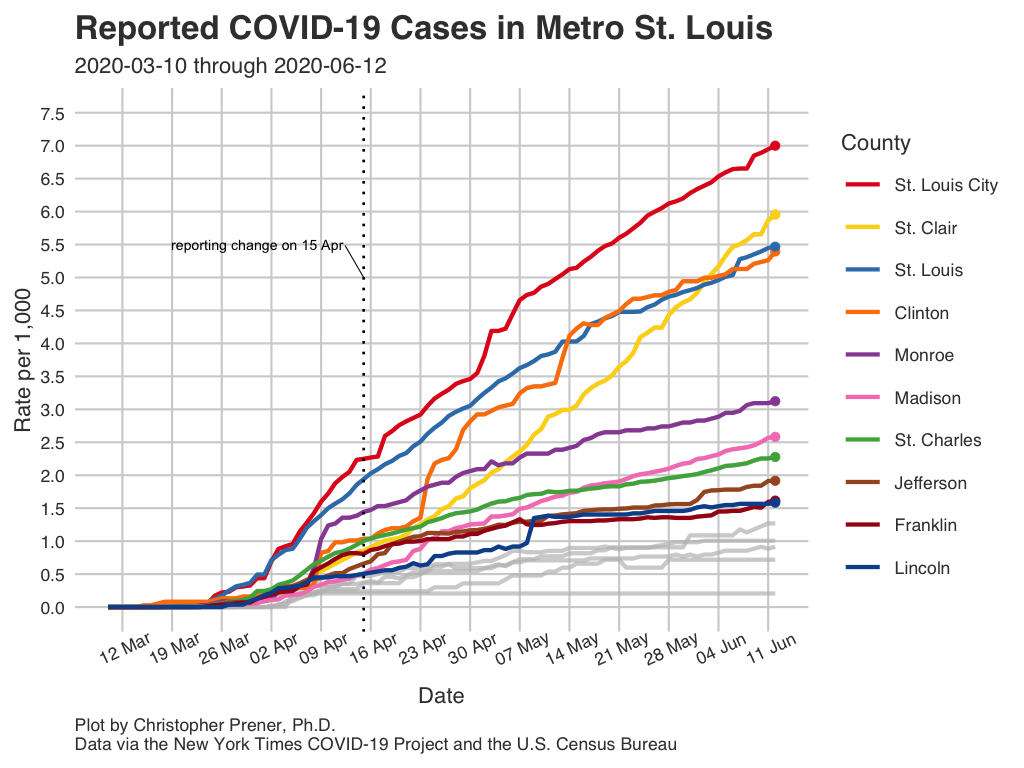 Reported COVID-19 Cases in Metro St. Louis
2020-03-10 through 2020-06-12
7.5
7.0
6.5
6.0
5.5
5.0
4.5
4.0
3.5
3.0
2.5
2.0
1.5
1.0
0.5
0.0
Rate per 1,000
reporting change on 15 Apr
12 Mar
19 Mar
26 Mar
02 Apr
09 Apr
16 Apr
23 Apr
30 Apr
07 May
14 May
21 May
28 May
04 Jun
11 Jun
Date
County
St. Louis City
St. Clair
St. Louis
Clinton
Monroe
Madison
St. Charles
Jefferson
Franklin
Lincoln
Plot by Christopher Prener, Ph.D.
Data via the New York Times COVID-19 Project and the U.S. Census Bureau